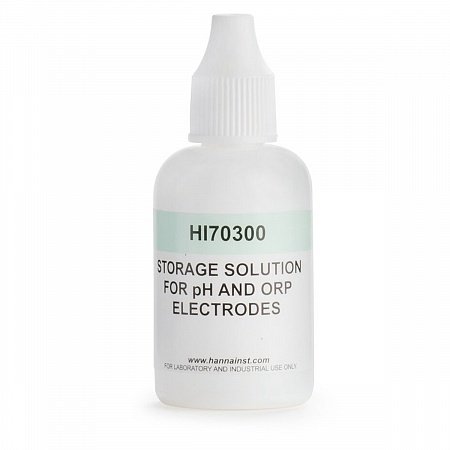 HI70300
STORAGE SOLUTION
FOR pH AND ORP
ELECTRODES
www.hannainst.com
FOR LABORATORY AND INDUSTRIAL USE ONLY